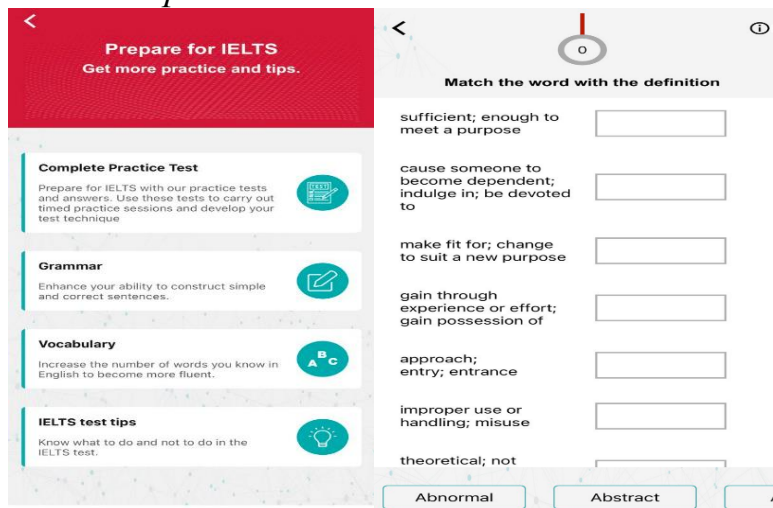 Prepare for IELTS
Get more practice and tips.
Complete Practice Test
Prepare for IELTS with our practice tests
and answers. Use these tests to carry out
timed practice sessions and develop your
test technique
TEST
Grammar
Enhance your ability to construct simple
and correct sentences.
Vocabulary
Increase the number of words you know in
English to become more fluent.
A B C
IELTS test tips
Know what to do and not to do in the
IELTS test.
0
Match the word with the definition
sufficient; enough to
meet a purpose
cause someone to
become dependent;
indulge in; be devoted
to
make fit for; change
to suit a new purpose
gain through
experience or effort;
gain possession of
approach;
entry; entrance
improper use or
handling; misuse
theoretical; not
Abnormal
Abstract